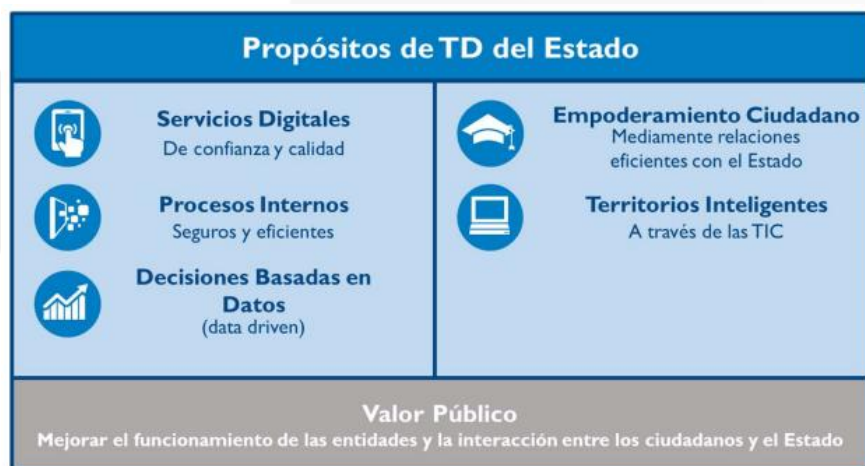 Propósitos de TD del Estado
Servicios Digitales
De confianza y calidad
Procesos Internos
Seguros y eficientes
Decisiones Basadas en
Datos
(data driven)
Empoderamiento Ciudadano
Mediamente relaciones
eficientes con el Estado
Territorios Inteligentes
A través de las TIC
Valor Público
Mejorar el funcionamiento de las entidades y la interacción entre los ciudadanos y el Estado